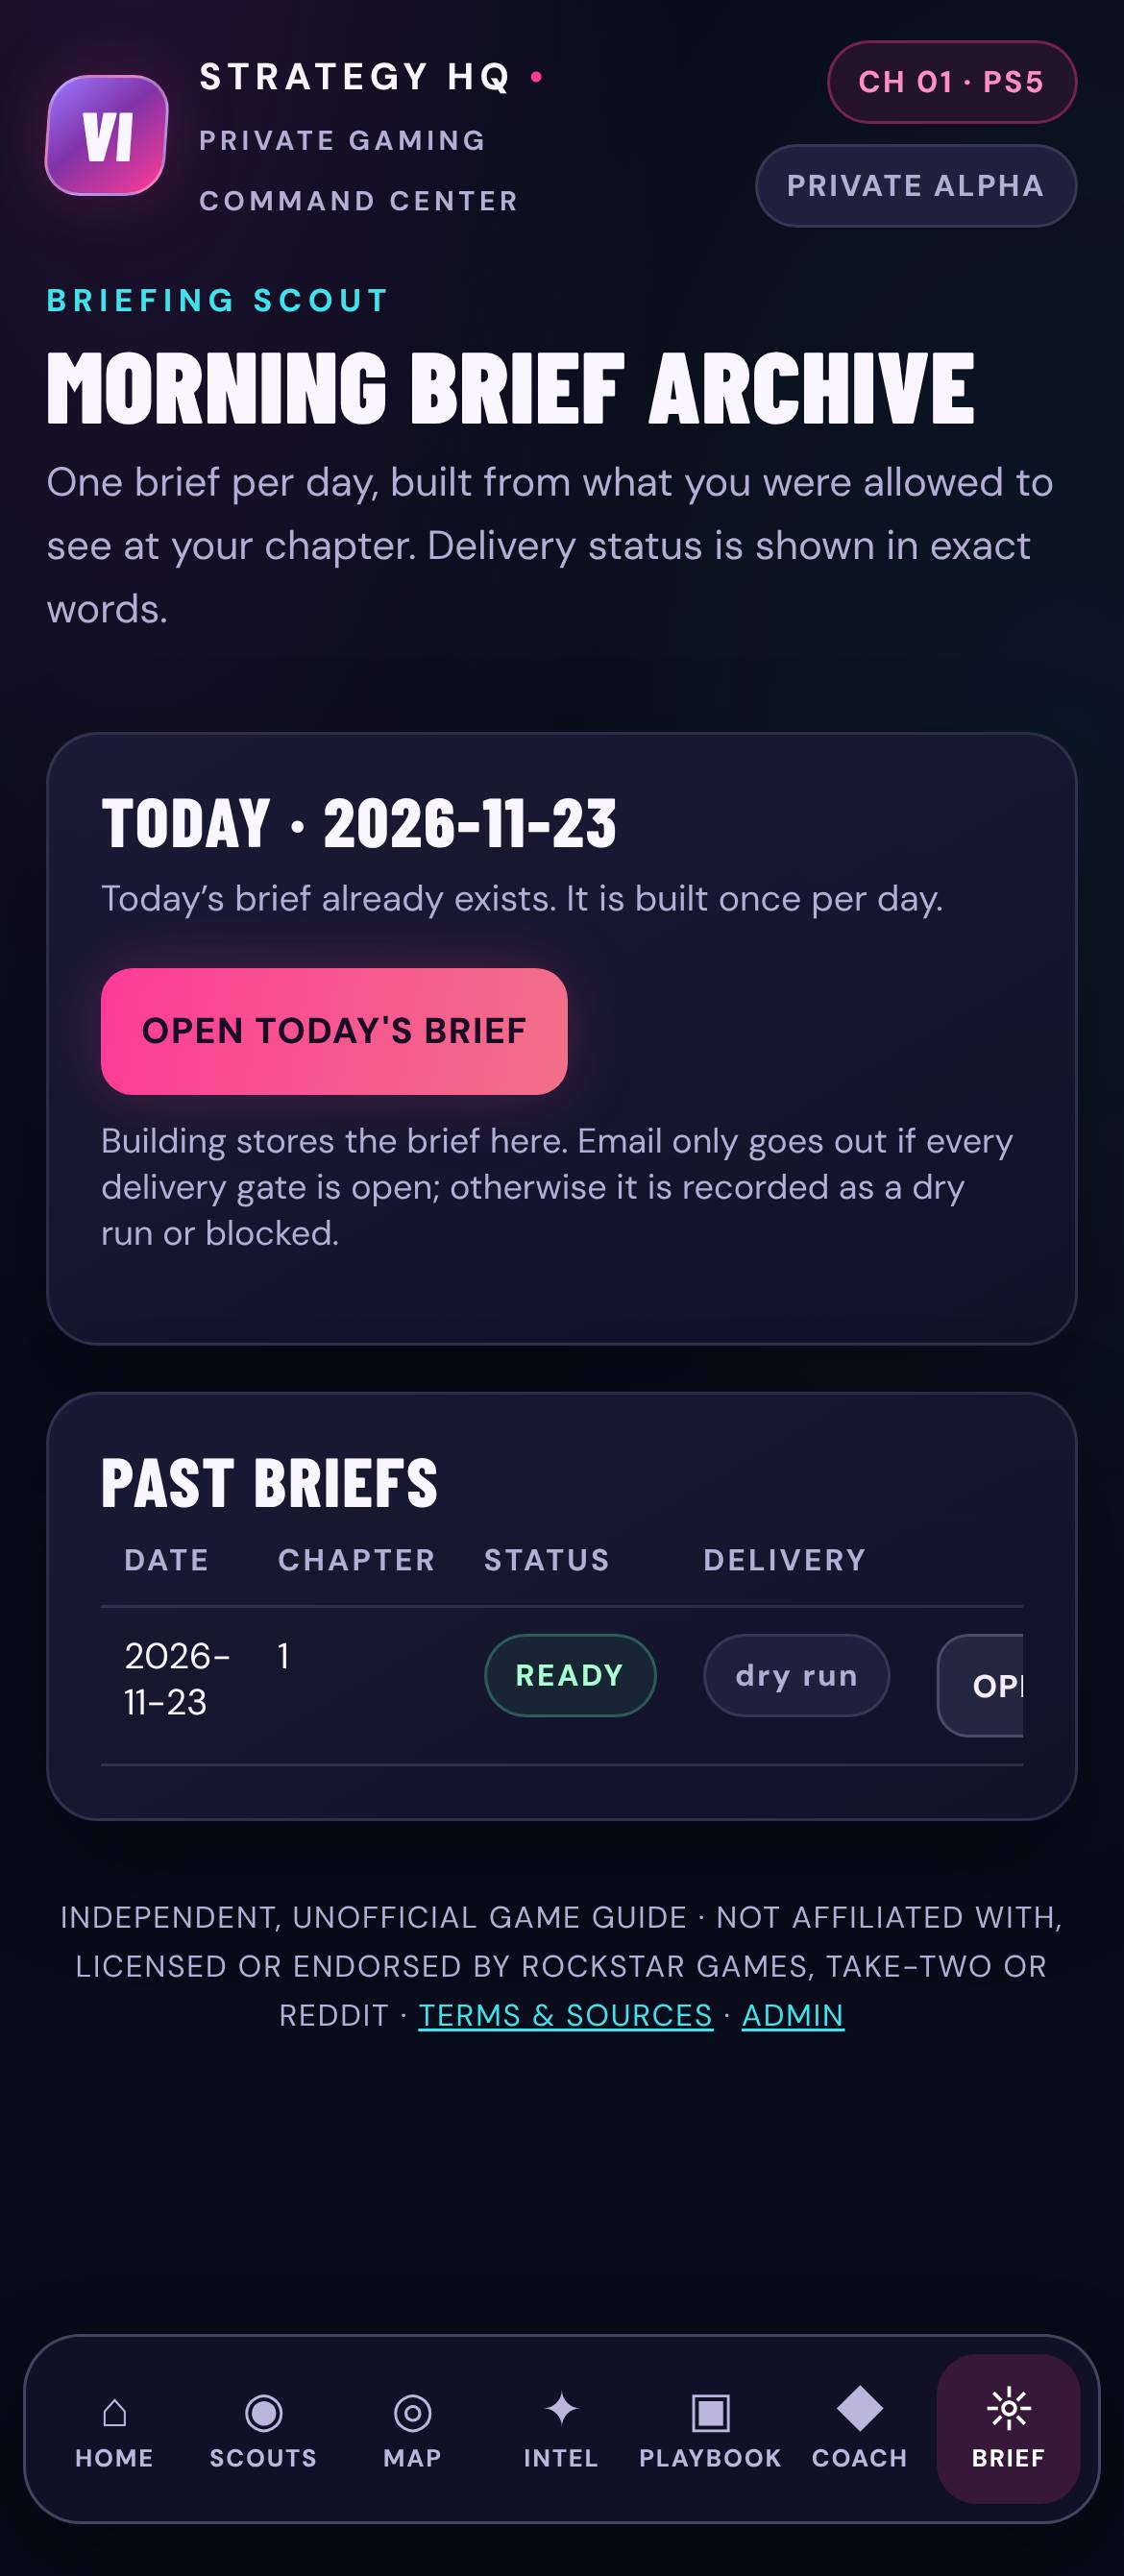 VI
STRATEGY HQ
PRIVATE GAMING
COMMAND CENTER
CH 01 · PS5
PRIVATE ALPHA
BRIEFING SCOUT
MORNING BRIEF ARCHIVE
One brief per day, built from what you were allowed to
see at your chapter. Delivery status is shown in exact
words.
TODAY · 2026-11-23
Today’s brief already exists. It is built once per day.
OPEN TODAY'S BRIEF
Building stores the brief here. Email only goes out if every
delivery gate is open; otherwise it is recorded as a dry
run or blocked.
PAST BRIEFS
DATE CHAPTER STATUS DELIVERY
2026-
11-23
1
READY
dry run
INDEPENDENT, UNOFFICIAL GAME GUIDE · NOT AFFILIATED WITH,
LICENSED OR ENDORSED BY ROCKSTAR GAMES, TAKE-TWO OR
REDDIT · TERMS & SOURCES · ADMIN
HOME SCOUTS MAP INTEL PLAYBOOK COACH BRIEF